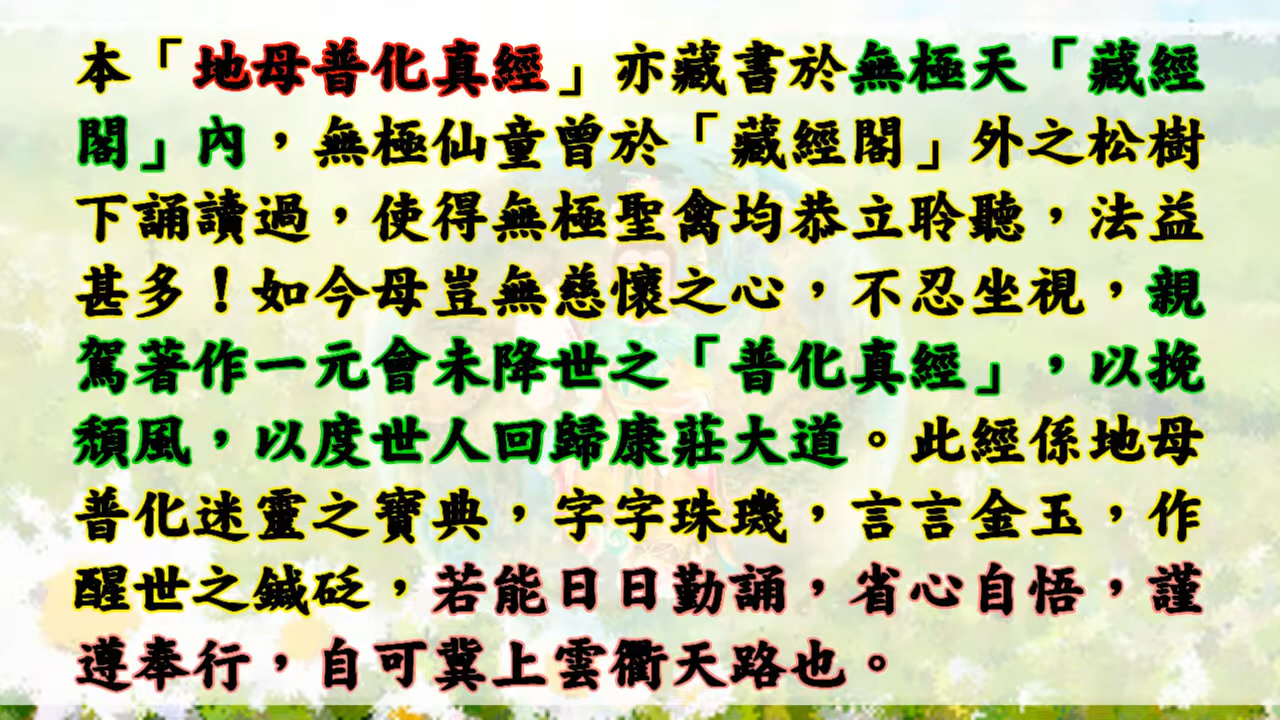 本「地母普化真經」亦藏書於無極天「藏經
閣」內，無極仙童曾於「藏經閣」外之松樹
下誦讀過，使得無極聖禽均恭立聆聽，法益
甚多！如今母豈無慈懷之心，不忍坐視，親
駕著作一元會未降世之「普化真經」，以挽
頹風，以度世人回歸康莊大道。此經係地母
普化迷靈之寶典，字字珠璣，言言金玉，作
醒世之鍼砭，若能日日勤誦，省心自悟，謹
遵奉行，自可冀上雲衢天路也。